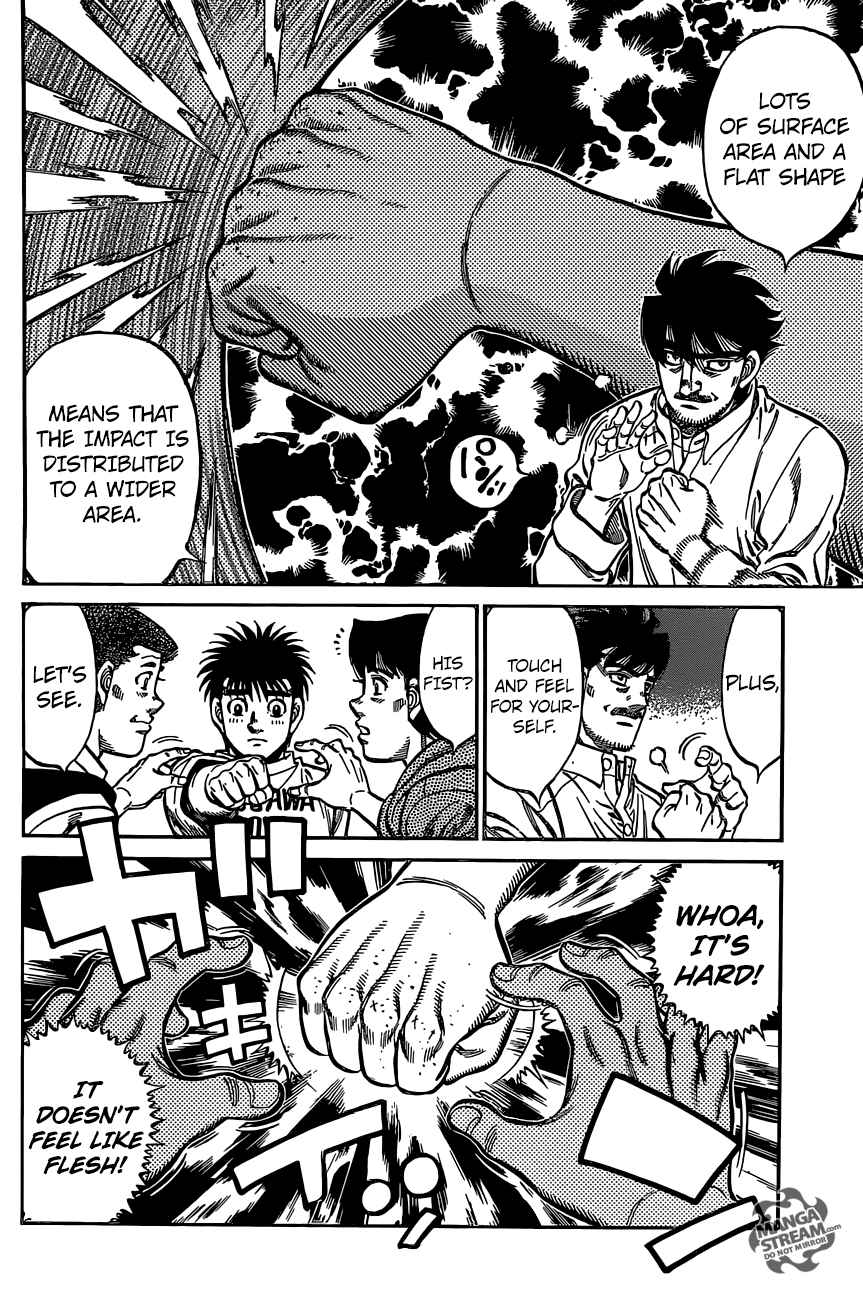 LOTS
OF SURFACE
AREA AND A
FLAT SHAPE
MEANS THAT
THE IMPACT IS
DISTRIBUTED
TO A WIDER
AREA.
PLUS,
TOUCH
AND FEEL
FOR YOUR-
SELF.
HIS
FIST?
LET'S
SEE.
WHOA,
IT'S
HARD!
IT
DOESN'T
FEEL LIKE
FLESH!
MANGA
STREAM.com
DO NOT MIRROR